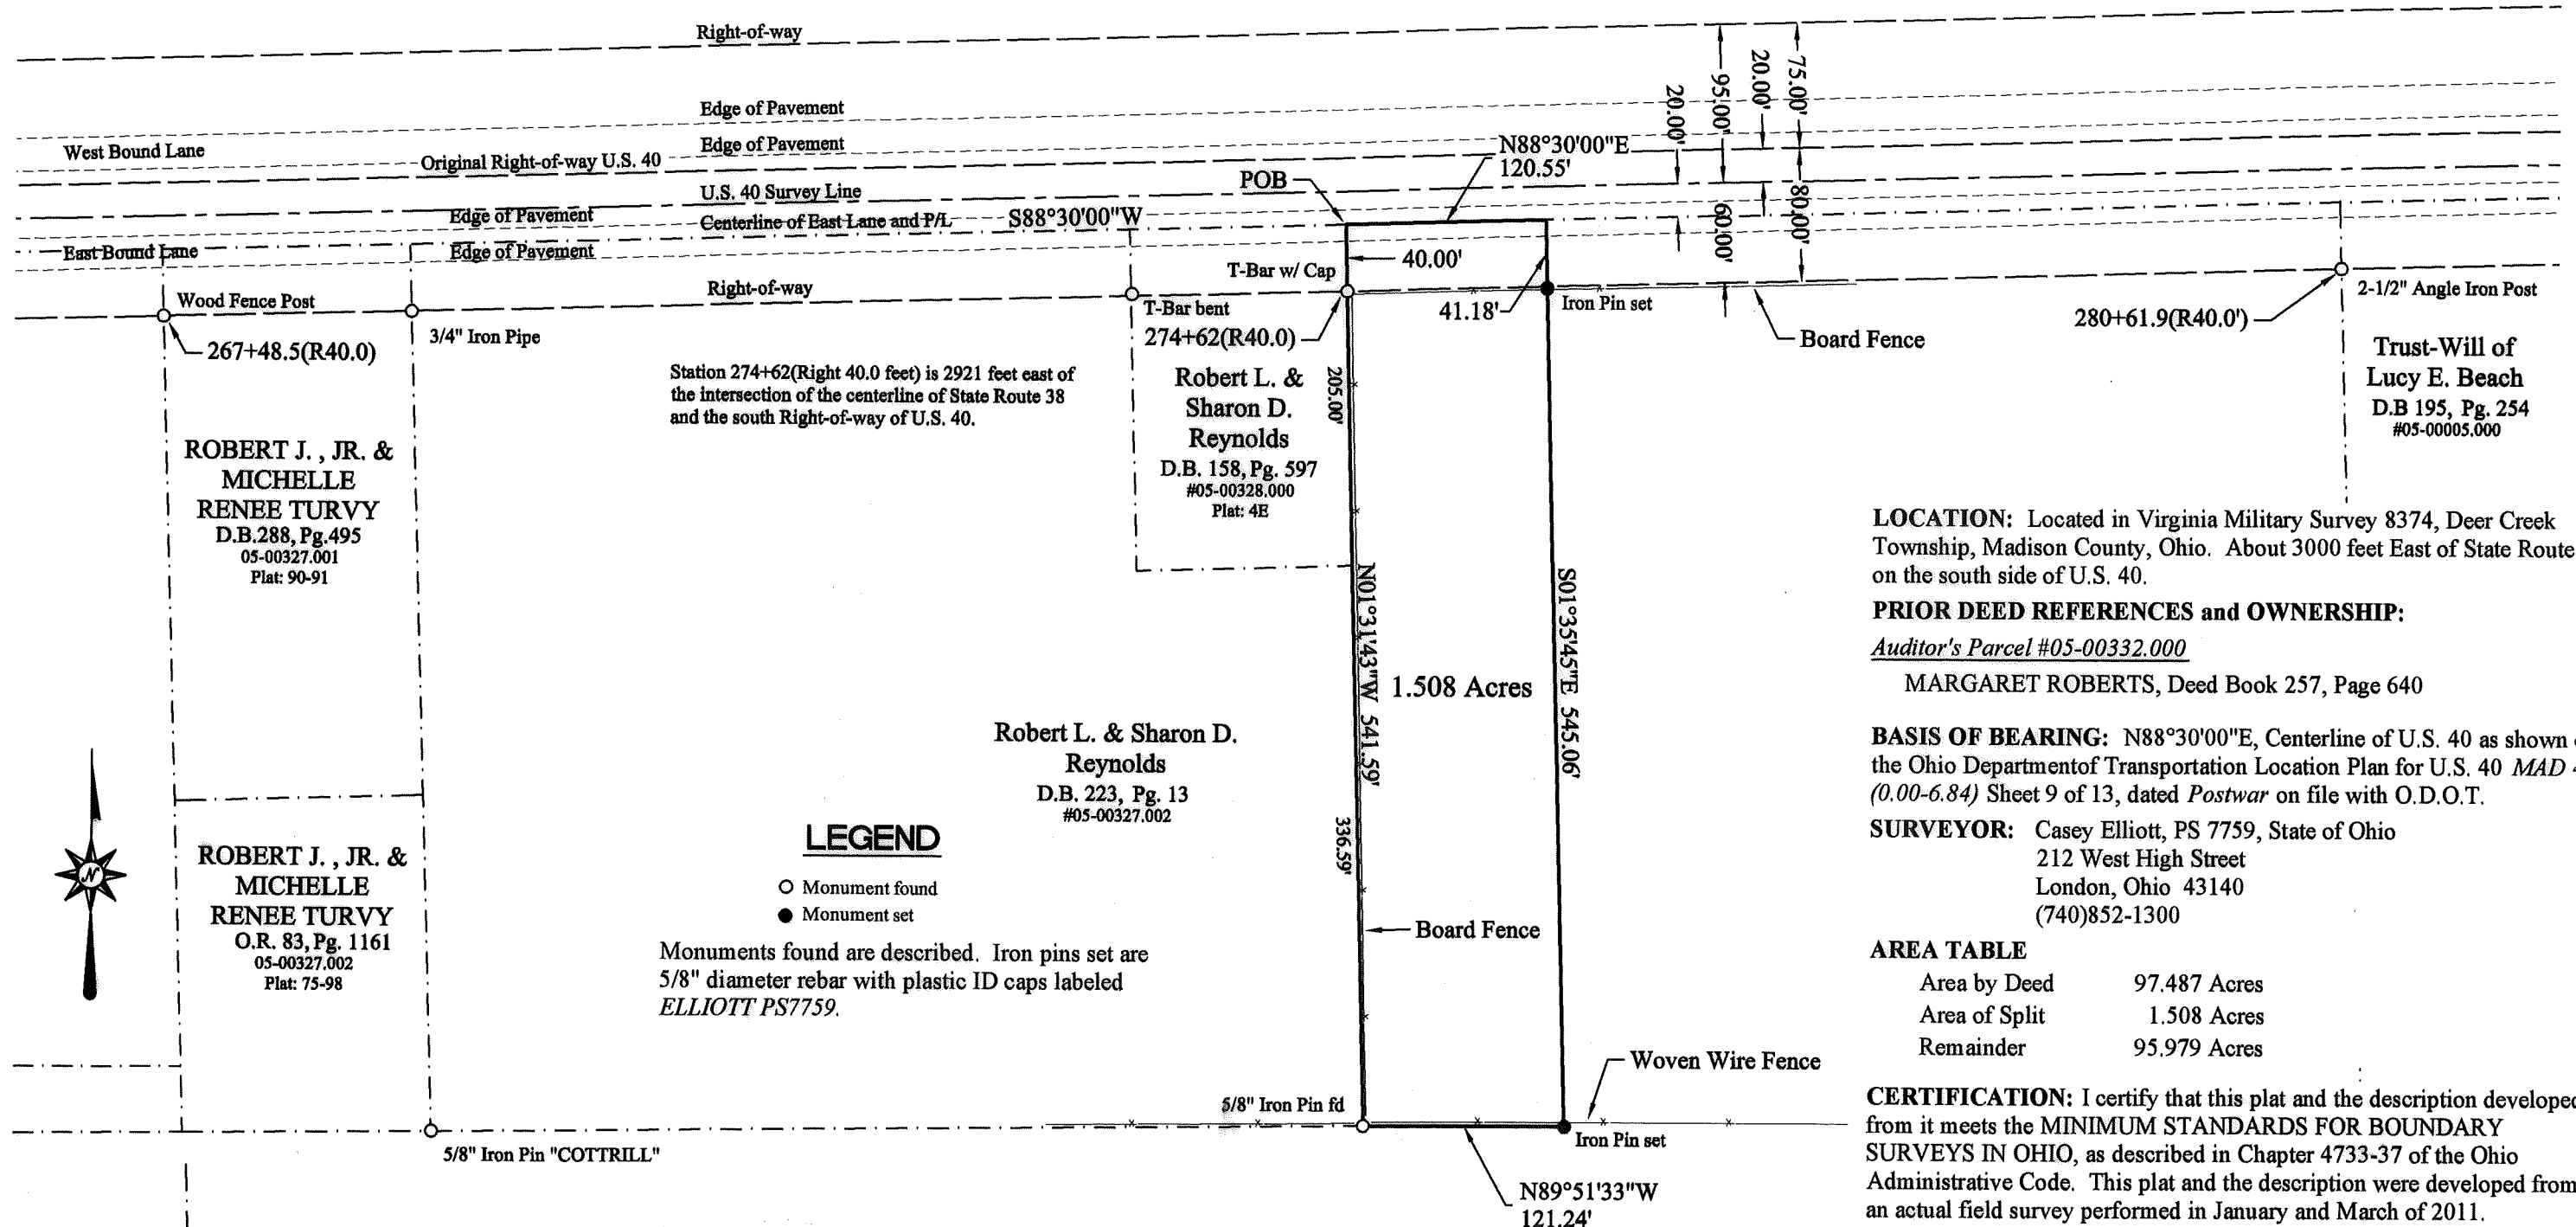 Right-of-way
75.00'
95.00'
20.00'
20.00'
Edge of Pavement
Edge of Pavement
West Bound Lane
Original Right-of-way U.S. 40
N88°30'00"E
120.55'
POB
U.S. 40 Survey Line
Edge of Pavement
Centerline of East Lane and P/L
S88°30'00"W
80.00'
60.00'
East Bound Lane
Edge of Pavement
40.00'
T-Bar w/ Cap
Right-of-way
Wood Fence Post
T-Bar bent
41.18'
Iron Pin set
2-1/2" Angle Iron Post
3/4" Iron Pipe
267+48.5(R40.0)
274+62(R40.0)
Board Fence
280+61.9(R40.0')
Station 274+62(Right 40.0 feet) is 2921 feet east of
the intersection of the centerline of State Route 38
and the south Right-of-way of U.S. 40.
Robert L. &
Sharon D.
Reynolds
D.B. 158, Pg. 597
#05-00328.000
Plat: 4E
205.00'
Trust-Will of
Lucy E. Beach
D.B 195, Pg. 254
#05-00005.000
ROBERT J. , JR. &
MICHELLE
RENEE TURVY
D.B.288, Pg.495
05-00327.001
Plat: 90-91
N01°31'43"W 541.59'
S01°35'45"E 545.06'
1.508 Acres
Robert L. & Sharon D.
Reynolds
D.B. 223, Pg. 13
#05-00327.002
336.59'
LEGEND
Monument found
Monument set
Monuments found are described. Iron pins set are
5/8" diameter rebar with plastic ID caps labeled
ELLIOTT PS7759.
Board Fence
N
ROBERT J. , JR. &
MICHELLE
RENEE TURVY
O.R. 83, Pg. 1161
05-00327.002
Plat: 75-98
Woven Wire Fence
5/8" Iron Pin fd
Iron Pin set
5/8" Iron Pin "COTTRILL"
N89°51'33"W
121.24'
LOCATION: Located in Virginia Military Survey 8374, Deer Creek
Township, Madison County, Ohio. About 3000 feet East of State Route
on the south side of U.S. 40.
PRIOR DEED REFERENCES and OWNERSHIP:
Auditor's Parcel #05-00332.000
MARGARET ROBERTS, Deed Book 257, Page 640
BASIS OF BEARING: N88°30'00"E, Centerline of U.S. 40 as shown
the Ohio Departmentof Transportation Location Plan for U.S. 40 MAD
(0.00-6.84) Sheet 9 of 13, dated Postwar on file with O.D.O.T.
SURVEYOR: Casey Elliott, PS 7759, State of Ohio
212 West High Street
London, Ohio 43140
(740)852-1300
AREA TABLE
Area by Deed 97.487 Acres
Area of Split 1.508 Acres
Remainder 95.979 Acres
CERTIFICATION: I certify that this plat and the description developed
from it meets the MINIMUM STANDARDS FOR BOUNDARY
SURVEYS IN OHIO, as described in Chapter 4733-37 of the Ohio
Administrative Code. This plat and the description were developed from
an actual field survey performed in January and March of 2011.